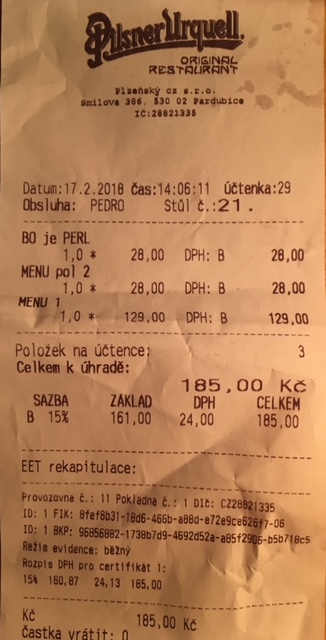 Pilsner Urquell.
ORIGINAL
RESTAURANT
Plzeňský cz s.r.o.
Smilova 386, 530 02 Pardubice
IČ:28821335
Datum:17.2.2018 čas:14:06:11 účtenka:29
Obsluha: PEDRO Stůl č.:21.
BO je PERL
1,0 * 28,00 DPH: B 28,00
MENU pol 2
1,0 * 28,00 DPH: B 28,00
MENU 1
1,0 * 129,00 DPH: B 129,00
Položek na účtence: 3
Celkem k úhradě:
185,00 Kč
SAZBA ZÁKLAD DPH CELKEM
B 15% 161,00 24,00 185,00
EET rekapitulace:
Provozovna č.: 11 Pokladna č.: 1 DIč: CZ28821335
ID: 1 FIK: 8fef8b31-18d6-466b-a88d-e72e9ce626f7-06
ID: 1 BKP: 96856882-1738b7d9-4692d52a-a85f2906-b5b718c5
Režim evidence: běžný
Rozpis DPH pro certifikát 1:
15% 160,87 24,13 185,00
Kč 185,00 Kč
částka vrátit: 0